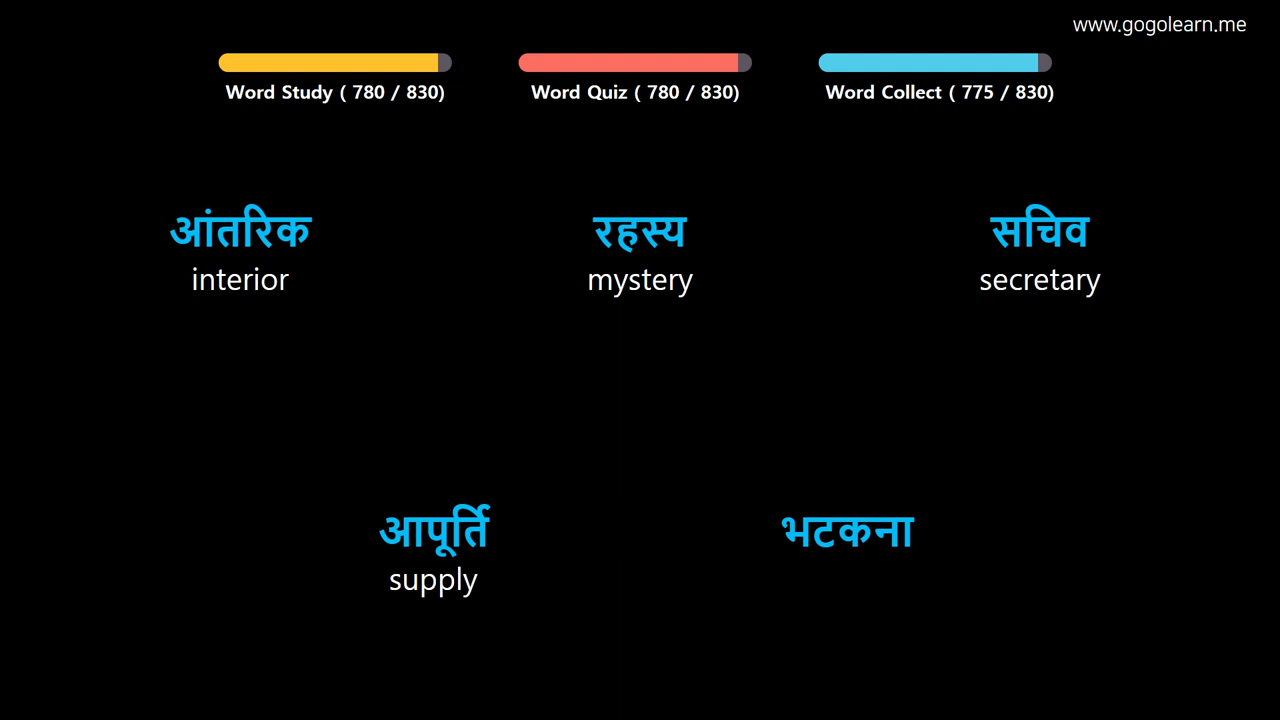 www.gogolearn.me
Word Study ( 780 / 830)
Word Quiz ( 780 / 830)
Word Collect ( 775 / 830)
आंतरिक
interior
रहस्य
mystery
सचिव
secretary
आपूर्ति
supply
भटकना